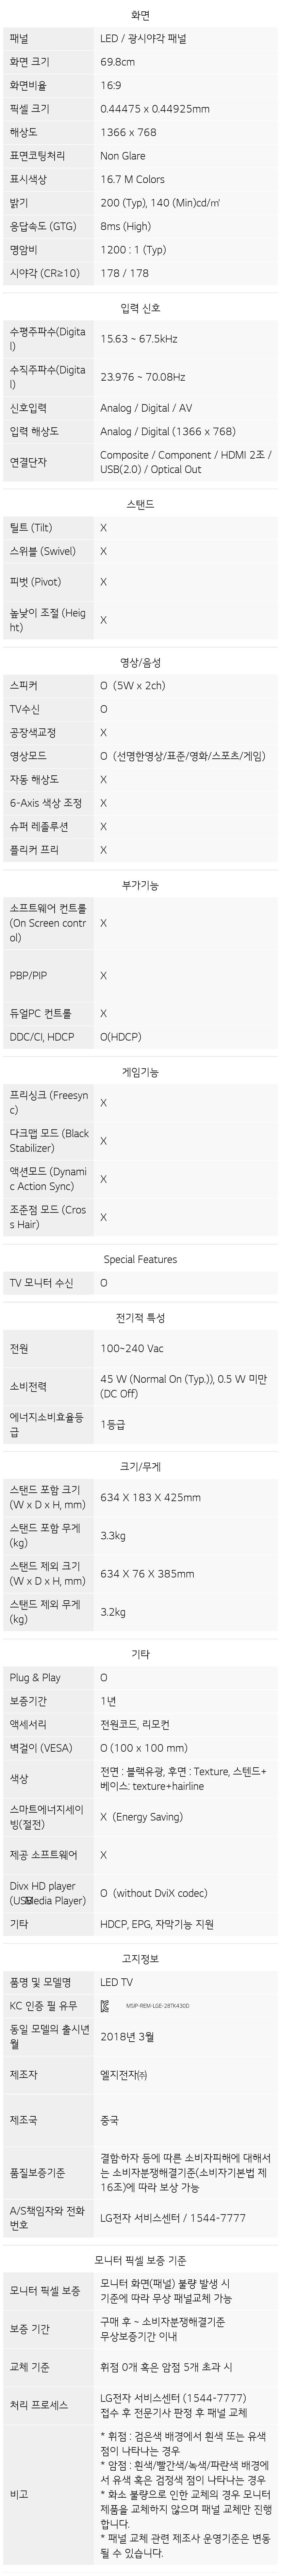 화면
패널 LED / 광시야각 패널
화면 크기 69.8cm
화면비율 16:9
픽셀 크기 0.44475 x 0.44925mm
해상도 1366 x 768
표면코팅처리 Non Glare
표시색상 16.7 M Colors
밝기 200 (Typ), 140 (Min)cd/㎡
응답속도 (GTG) 8ms (High)
명암비 1200 : 1 (Typ)
시야각 (CR≥10) 178 / 178
입력 신호
수평주파수(Digita
l) 15.63 ~ 67.5kHz
수직주파수(Digita
l) 23.976 ~ 70.08Hz
신호입력 Analog / Digital / AV
입력 해상도 Analog / Digital (1366 x 768)
연결단자 Composite / Component / HDMI 2조 /
USB(2.0) / Optical Out
스탠드
틸트 (Tilt) X
스위블 (Swivel) X
피벗 (Pivot) X
높낮이 조절 (Heig
ht) X
영상/음성
스피커 O (5W x 2ch)
TV수신 O
공장색교정 X
영상모드 O (선명한영상/표준/영화/스포츠/게임)
자동 해상도 X
6-Axis 색상 조정 X
슈퍼 레졸루션 X
플리커 프리 X
부가기능
소프트웨어 컨트롤
(On Screen contr
ol) X
PBP/PIP X
듀얼PC 컨트롤 X
DDC/CI, HDCP O(HDCP)
게임기능
프리싱크 (Freesyn
c) X
다크맵 모드 (Black
Stabilizer) X
액션모드 (Dynami
c Action Sync) X
조준점 모드 (Cros
s Hair) X
Special Features
TV 모니터 수신 O
전기적 특성
전원 100~240 Vac
소비전력 45 W (Normal On (Typ.)), 0.5 W 미만
(DC Off)
에너지소비효율등
급 1등급
크기/무게
스탠드 포함 크기
(W x D x H, mm) 634 X 183 X 425mm
스탠드 포함 무게
(kg) 3.3kg
스탠드 제외 크기
(W x D x H, mm) 634 X 76 X 385mm
스탠드 제외 무게
(kg) 3.2kg
기타
Plug & Play O
보증기간 1년
액세서리 전원코드, 리모컨
벽걸이 (VESA) O (100 x 100 mm)
색상 전면 : 블랙유광, 후면 : Texture, 스텐드+
베이스: texture+hairline
스마트에너지세이
빙(절전) X (Energy Saving)
제공 소프트웨어 X
Divx HD player
(USB Media Player) O (without DviX codec)
기타 HDCP, EPG, 자막기능 지원
고지정보
품명 및 모델명 LED TV
KC 인증 필 유무 MSIP-REM-LGE-28TK430D
동일 모델의 출시년
월 2018년 3월
제조자 엘지전자㈜
제조국 중국
품질보증기준 결함·하자 등에 따른 소비자피해에 대해서
는 소비자분쟁해결기준(소비자기본법 제
16조)에 따라 보상 가능
A/S책임자와 전화
번호 LG전자 서비스센터 / 1544-7777
모니터 픽셀 보증 기준
모니터 픽셀 보증 모니터 화면(패널) 불량 발생 시
기준에 따라 무상 패널교체 가능
보증 기간 구매 후 ~ 소비자분쟁해결기준
무상보증기간 이내
교체 기준 휘점 0개 혹은 암점 5개 초과 시
처리 프로세스 LG전자 서비스센터 (1544-7777)
접수 후 전문기사 판정 후 패널 교체
비고 * 휘점 : 검은색 배경에서 흰색 또는 유색
점이 나타나는 경우
* 암점 : 흰색/빨간색/녹색/파란색 배경에
서 유색 혹은 검정색 점이 나타나는 경우
* 화소 불량으로 인한 교체의 경우 모니터
제품을 교체하지 않으며 패널 교체만 진행
합니다.
* 패널 교체 관련 제조사 운영기준은 변동
될 수 있습니다.